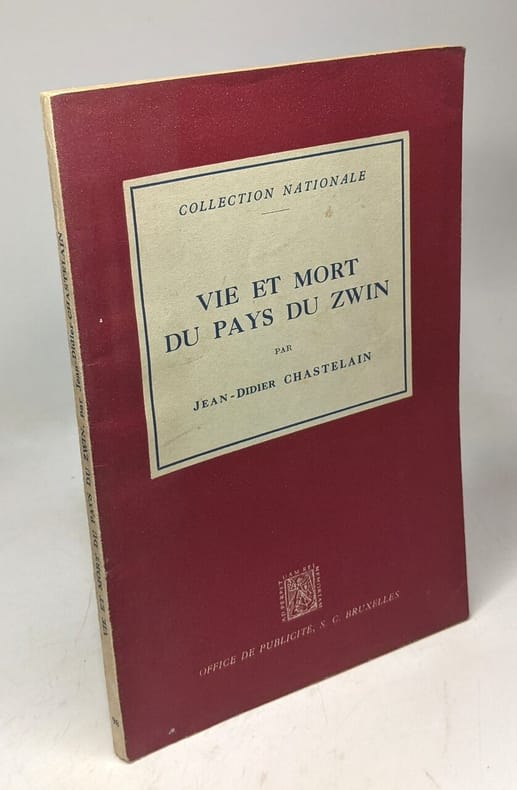 COLLECTION NATIONALE
VIE ET MORT
DU PAYS DU ZWIN
PAR
JEAN-DIDIER CHASTELAIN
OFFICE DE PUBLICITÉ, S. C. BRUXELLES
VIE ET MORT DU PAYS DU ZWIN, par Jean-Didier CHASTELAIN